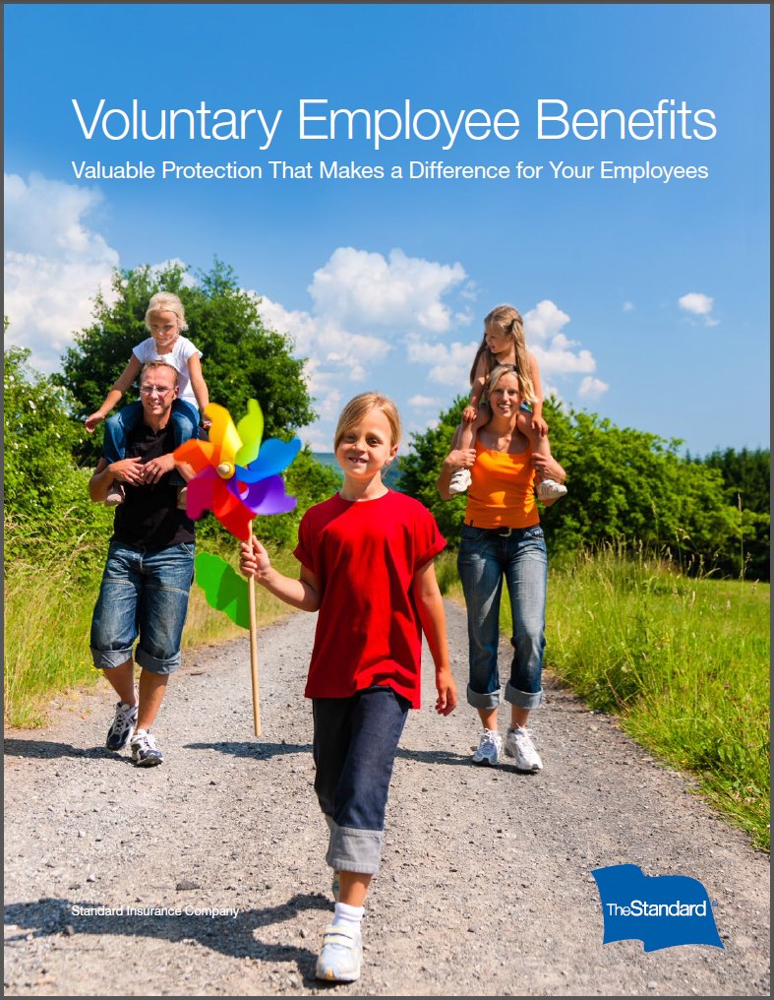 Voluntary Employee Benefits
Valuable Protection That Makes a Difference for Your Employees
Standard Insurance Company
TheStandard